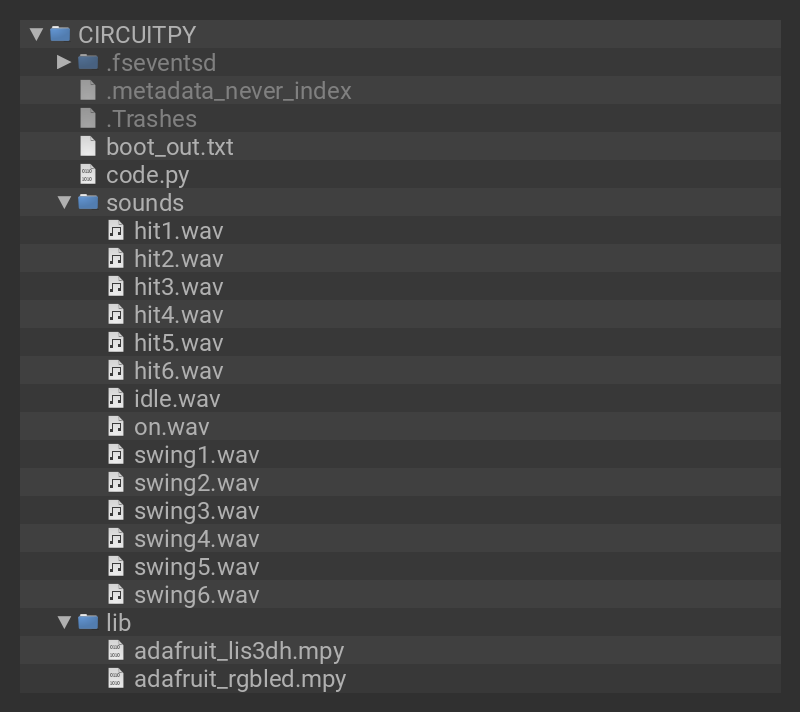 CIRCUITPY
.fseventsd
.metadata_never_index
.Trashes
boot_out.txt
code.py
sounds
hit1.wav
hit2.wav
hit3.wav
hit4.wav
hit5.wav
hit6.wav
idle.wav
on.wav
swing1.wav
swing2.wav
swing3.wav
swing4.wav
swing5.wav
swing6.wav
lib
adafruit_lis3dh.mpy
adafruit_rgbled.mpy